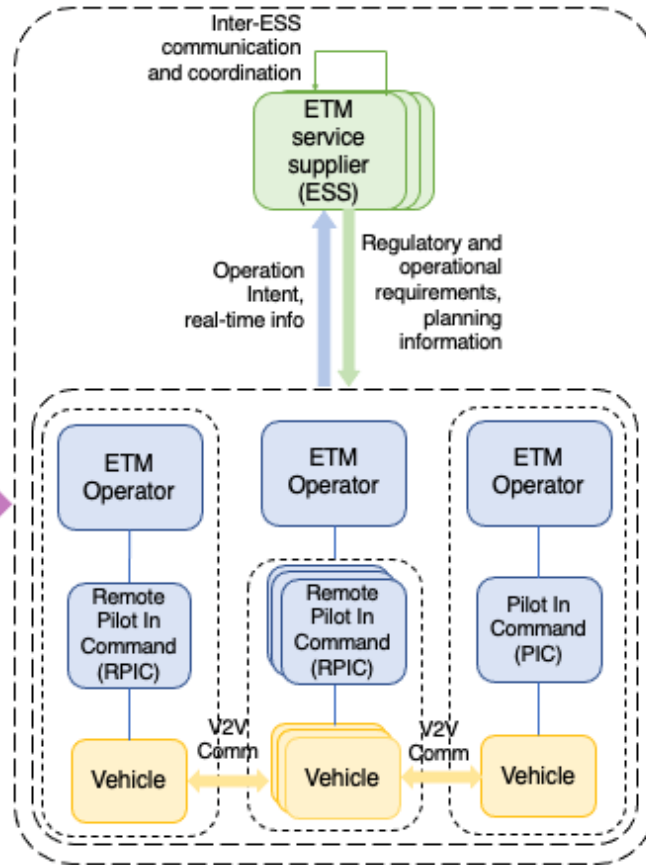 Inter-ESS
communication
and coordination
ETM
service
supplier
(ESS)
Operation
Intent,
real-time info
Regulatory and
operational
requirements,
planning
information
ETM
Operator
ETM
Operator
ETM
Operator
Remote
Pilot In
Command
(RPIC)
Remote
Pilot In
Command
(RPIC)
Pilot In
Command
(PIC)
V2V
Comm
V2V
Comm
Vehicle
Vehicle
Vehicle